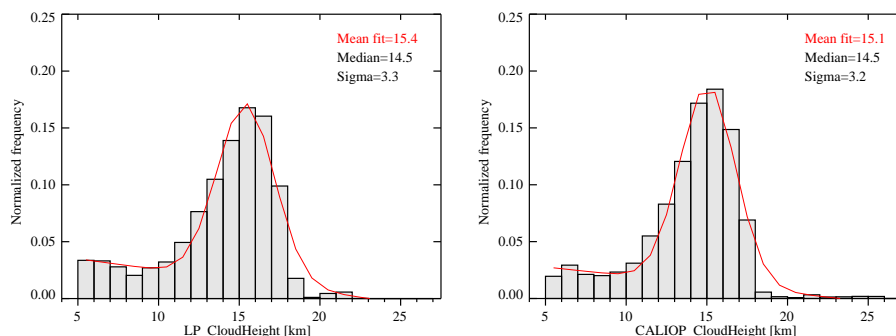 0.25
0.20
0.15
0.10
0.05
0.00
Normalized frequency
Mean fit=15.4
Median=14.5
Sigma=3.3
5 10 15 20 25
LP_CloudHeight [km]
0.25
0.20
0.15
0.10
0.05
0.00
Normalized frequency
Mean fit=15.1
Median=14.5
Sigma=3.2
5 10 15 20 25
CALIOP_CloudHeight [km]